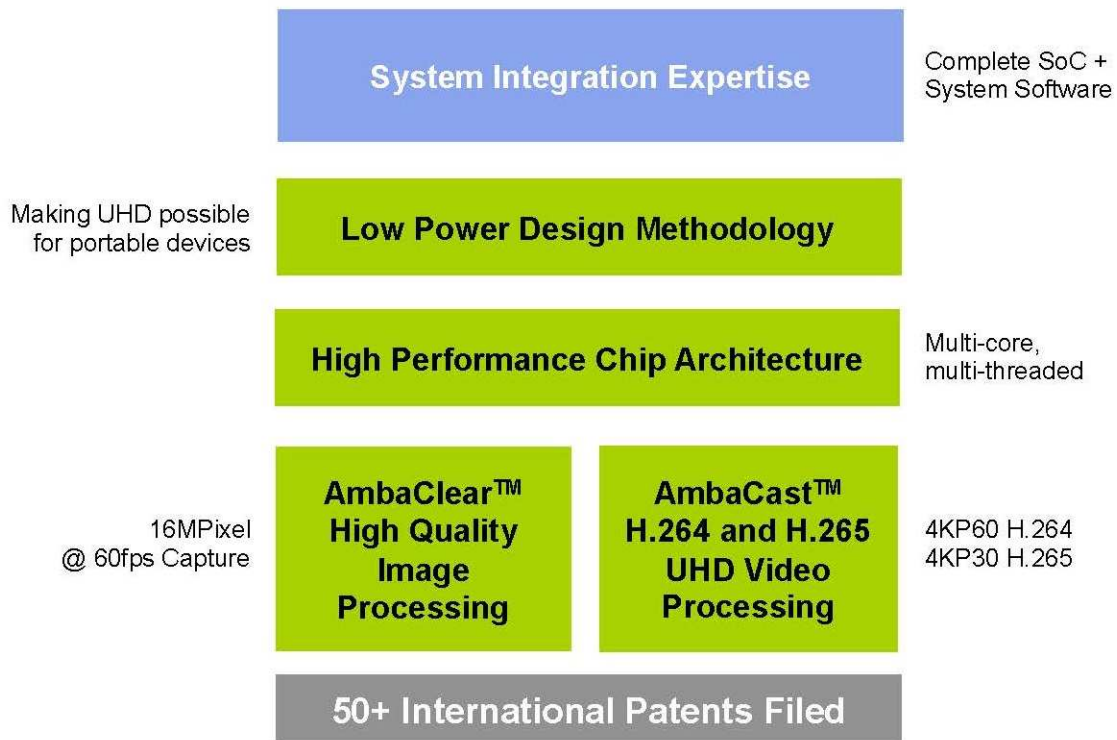 System Integration Expertise
Complete SoC +
System Software
Making UHD possible
for portable devices
Low Power Design Methodology
High Performance Chip Architecture
Multi-core,
multi-threaded
16MPixel
@ 60fps Capture
AmbaClear™
High Quality
Image
Processing
AmbaCast™
H.264 and H.265
UHD Video
Processing
4KP60 H.264
4KP30 H.265
50+ International Patents Filed